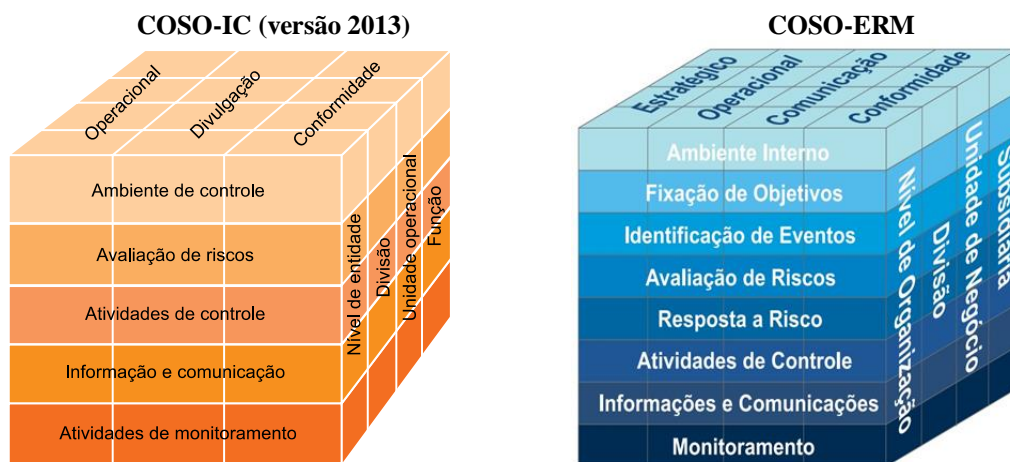 COSO-IC (versão 2013)
Operacional
Divulgação
Conformidade
Ambiente de controle
Avaliação de riscos
Atividades de controle
Informação e comunicação
Atividades de monitoramento
Nível de entidade
Divisão
Unidade operacional
Função
COSO-ERM
Estratégico
Operacional
Comunicação
Conformidade
Ambiente Interno
Fixação de Objetivos
Identificação de Eventos
Avaliação de Riscos
Resposta a Risco
Atividades de Controle
Informações e Comunicações
Monitoramento
Nível de Organização
Divisão
Unidade de Negócio
Subsidiária